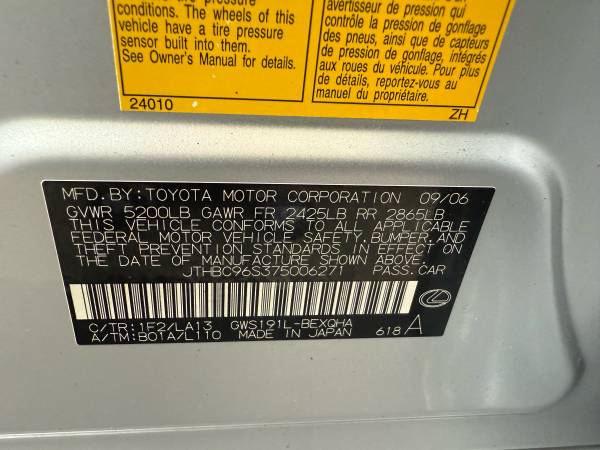 conditions. The wheels of this
vehicle have a tire pressure
sensor built into them.
See Owner's Manual for details.
24010
avertisseur de pression qui
contrôle la pression de gonflage
des pneus, ainsi que de capteurs
de pression de gonflage, intégrés
aux roues du véhicule. Pour plus
de détails, reportez-vous au
manuel du propriétaire.
ZH
MFD.BY:TOYOTA MOTOR CORPORATION 09/06
GVWR 5200LB GAWR FR 2425LB RR 2865LB
THIS VEHICLE CONFORMS TO ALL APPLICABLE
FEDERAL MOTOR VEHICLE SAFETY,BUMPER,AND
THEFT PREVENTION STANDARDS IN EFFECT ON
THE DATE OF MANUFACTURE SHOWN ABOVE.
JTHBC96S375006271 PASS.CAR
C/TR:1F2/LA13 GWS191L-BEXQHA
A/TM:B01A/L110 MADE IN JAPAN 618 A